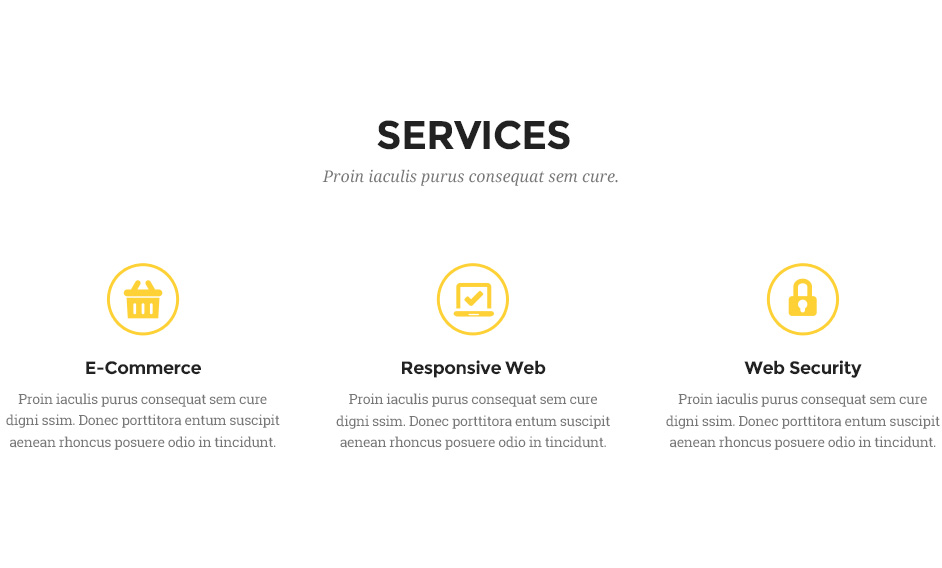 SERVICES
Proin iaculis purus consequat sem cure.
E-Commerce
Proin iaculis purus consequat sem cure
digni ssim. Donec porttitora entum suscipit
aenean rhoncus posuere odio in tincidunt.
Responsive Web
Proin iaculis purus consequat sem cure
digni ssim. Donec porttitora entum suscipit
aenean rhoncus posuere odio in tincidunt.
Web Security
Proin iaculis purus consequat sem cure
digni ssim. Donec porttitora entum suscipit
aenean rhoncus posuere odio in tincidunt.